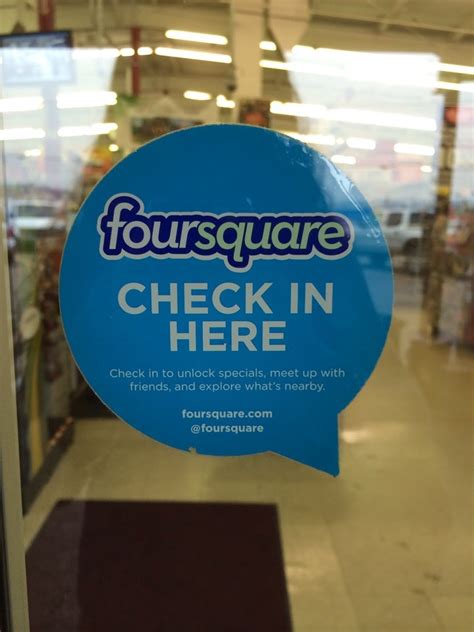 foursquare
CHECK IN
HERE
Check in to unlock specials, meet up with
friends, and explore what's nearby.
foursquare.com
@foursquare